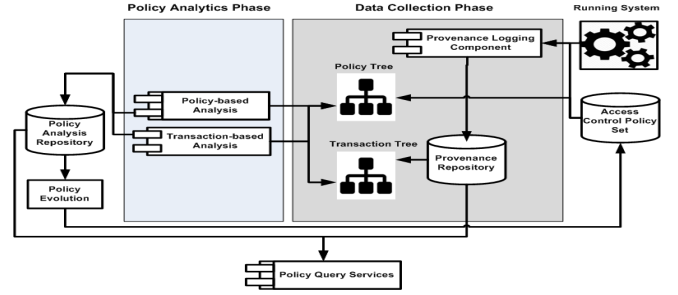 Policy Analytics Phase
Data Collection Phase
Running System
Provenance Logging
Component
Policy Tree
Policy-based
Analysis
Access
Control Policy
Set
Policy
Analysis
Repository
Transaction-based
Analysis
Transaction Tree
Provenance
Repository
Policy
Evolution
Policy Query Services